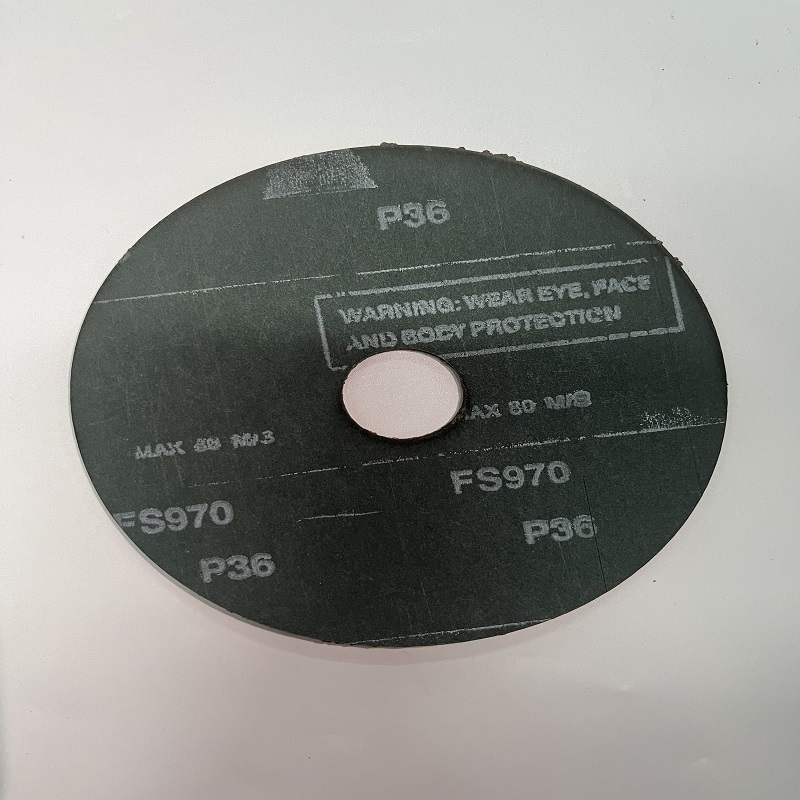 P36
WARNING: WEAR EYE, FACE
AND BODY PROTECTION
MAX 80 M/S
MAX 80 M/S
FS970
FS970
P36
P36